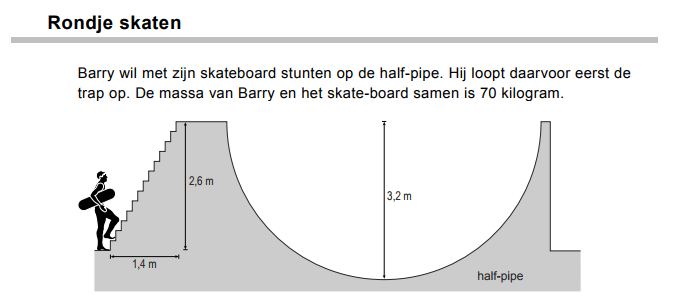 Rondje skaten
Barry wil met zijn skateboard stunten op de half-pipe. Hij loopt daarvoor eerst de
trap op. De massa van Barry en het skate-board samen is 70 kilogram.
2,6 m
3,2 m
1,4 m
half-pipe